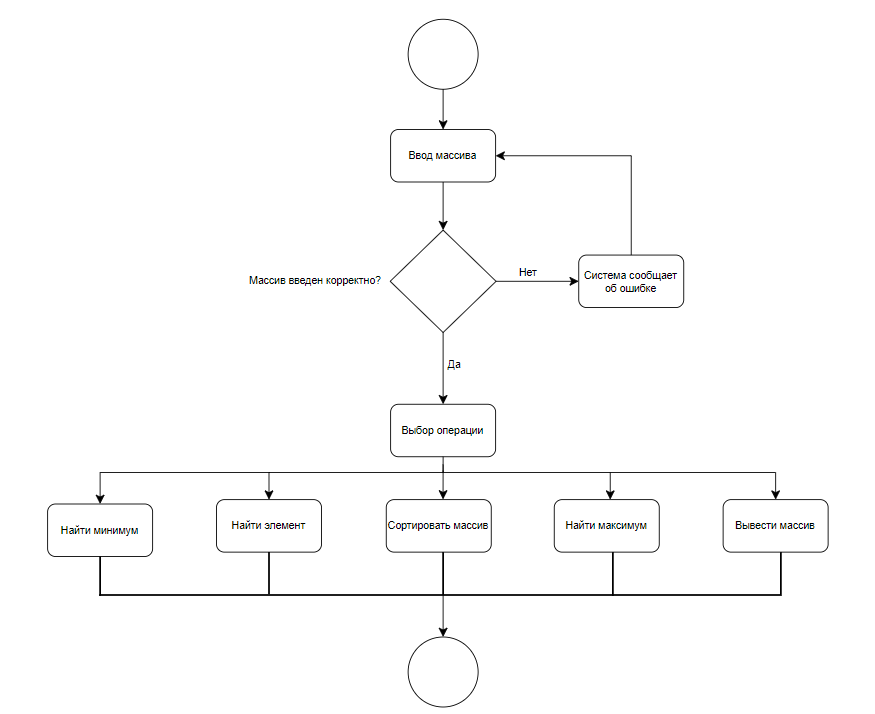 Ввод массива
Массив введен корректно?
Нет
Система сообщает
об ошибке
Да
Выбор операции
Найти минимум
Найти элемент
Сортировать массив
Найти максимум
Вывести массив